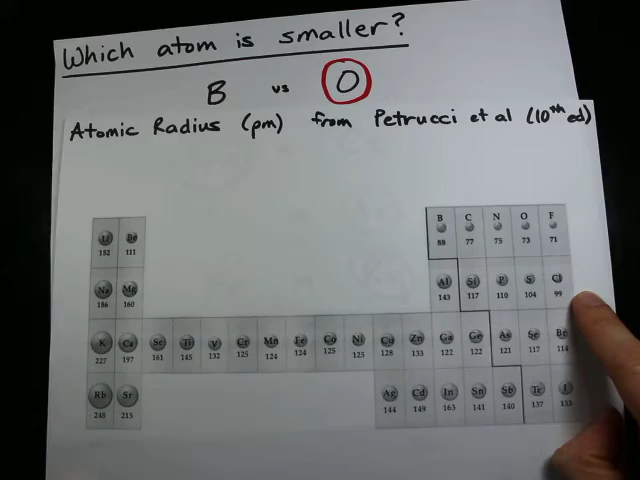 Which atom is smaller?
B vs O
Atomic Radius (pm) from Petrucci et al (10th ed)
B C N O F
88 77 75 73 71
Li Be
152 111
Na Mg Al Si P S Cl
186 160 143 117 110 104 99
K Ca Sc Ti V Cr Mn Fe Co Ni Cu Zn Ga Ge As Se Br
227 197 161 145 132 125 124 124 125 125 128 133 122 122 121 117 114
Rb Sr Ag Cd In Sn Sb Te I
248 215 144 149 163 141 140 137 133